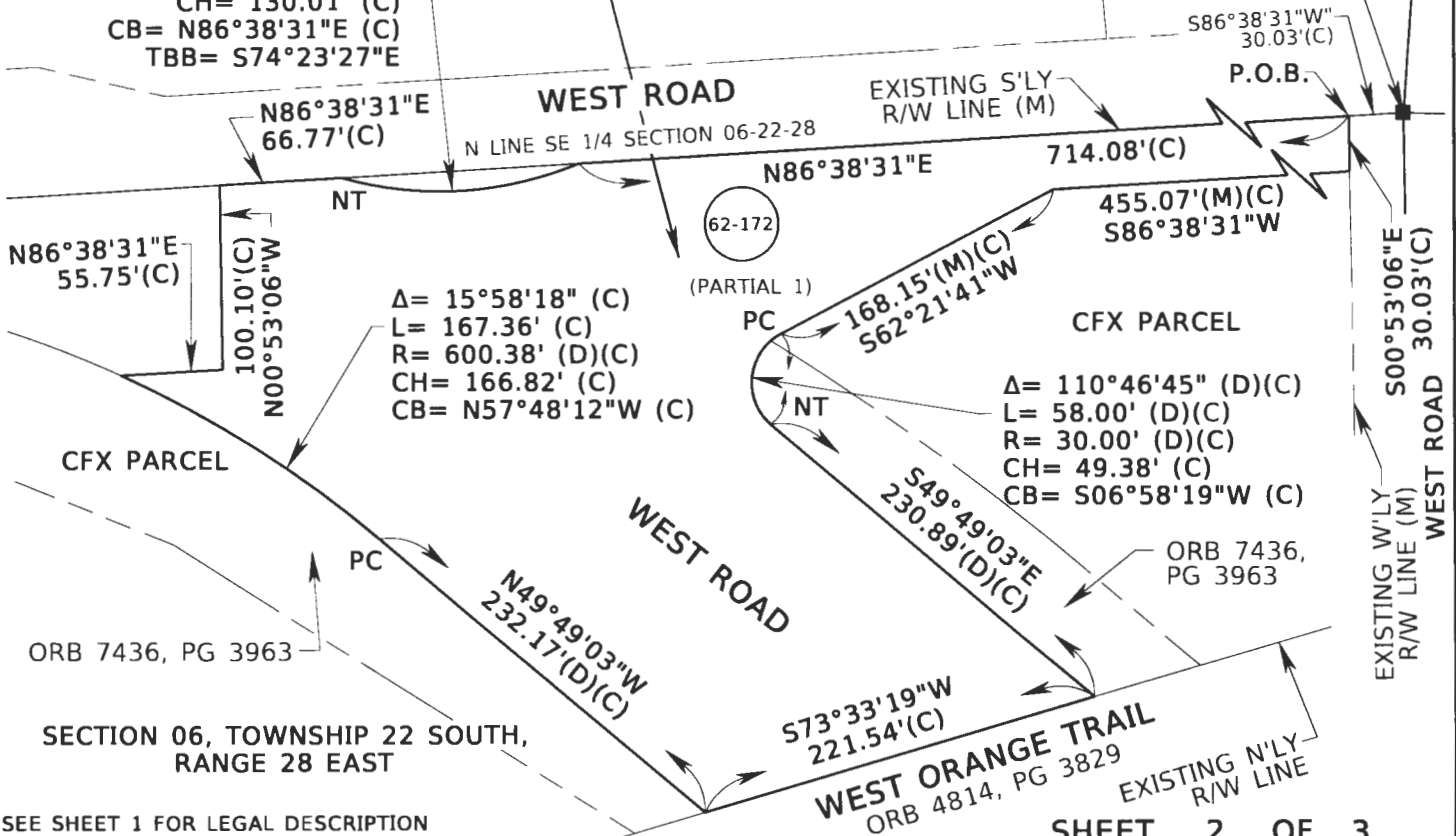 CH= 130.01' (C)
CB= N86°38'31"E (C)
TBB= S74°23'27"E
S86°38'31"W"
30.03'(C)
P.O.B.
WEST ROAD
EXISTING S'LY
R/W LINE (M)
N86°38'31"E
66.77'(C)
N LINE SE 1/4 SECTION 06-22-28
N86°38'31"E
714.08'(C)
NT
62-172
(PARTIAL 1)
455.07'(M)(C)
S86°38'31"W
N86°38'31"E
55.75'(C)
100.10'(C)
N00°53'06"W
168.15'(M)(C)
S62°21'41"W
PC
CFX PARCEL
S00°53'06"E
30.03'(C)
WEST ROAD
Δ= 15°58'18" (C)
L= 167.36' (C)
R= 600.38' (D)(C)
CH= 166.82' (C)
CB= N57°48'12"W (C)
NT
Δ= 110°46'45" (D)(C)
L= 58.00' (D)(C)
R= 30.00' (D)(C)
CH= 49.38' (C)
CB= S06°58'19"W (C)
CFX PARCEL
S49°49'03"E
230.89'(D)(C)
WEST ROAD
ORB 7436,
PG 3963
EXISTING W'LY
R/W LINE (M)
PC
N49°49'03"W
232.17'(D)(C)
ORB 7436, PG 3963
S73°33'19"W
221.54'(C)
WEST ORANGE TRAIL
ORB 4814, PG 3829
EXISTING N'LY
R/W LINE
SECTION 06, TOWNSHIP 22 SOUTH,
RANGE 28 EAST
SEE SHEET 1 FOR LEGAL DESCRIPTION
SHEET 2 OF 3